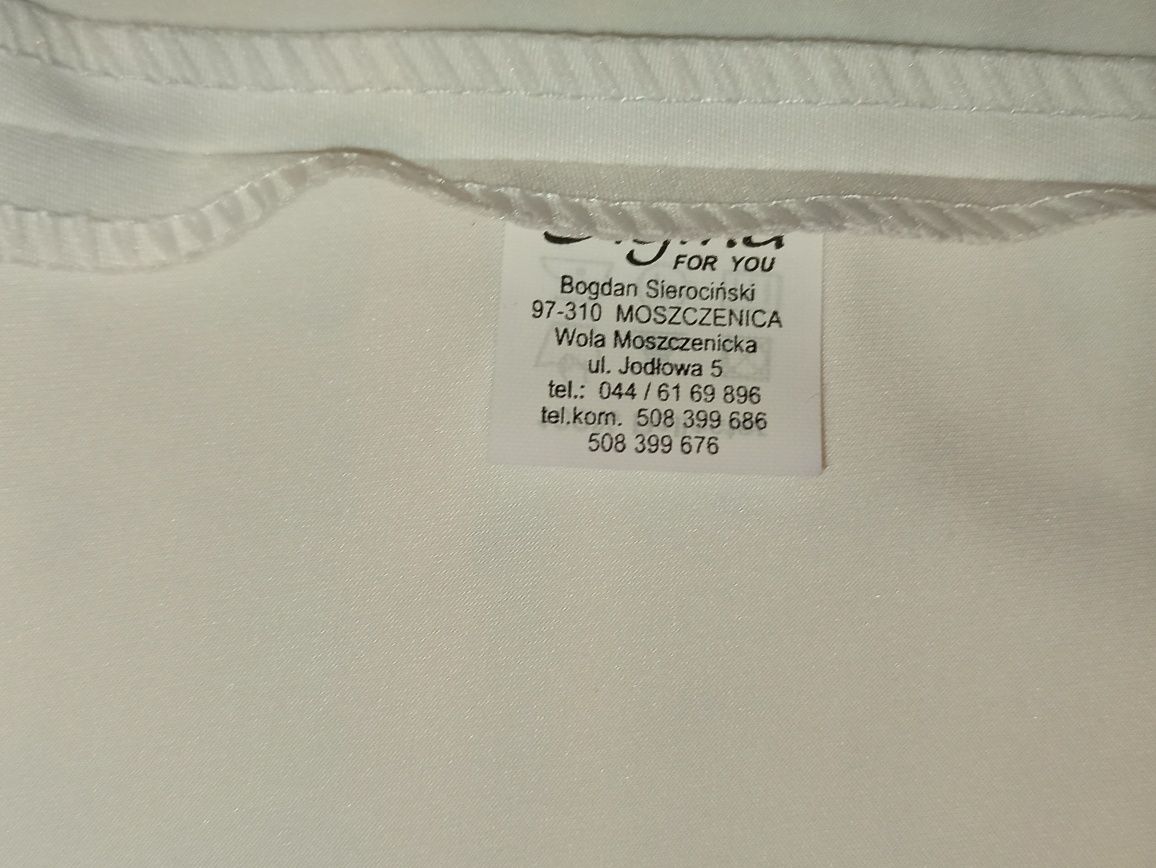 FOR YOU
Bogdan Sierociński
97-310 MOSZCZENICA
Wola Moszczenicka
ul. Jodłowa 5
tel.: 044 / 61 69 896
tel.kom. 508 399 686
508 399 676